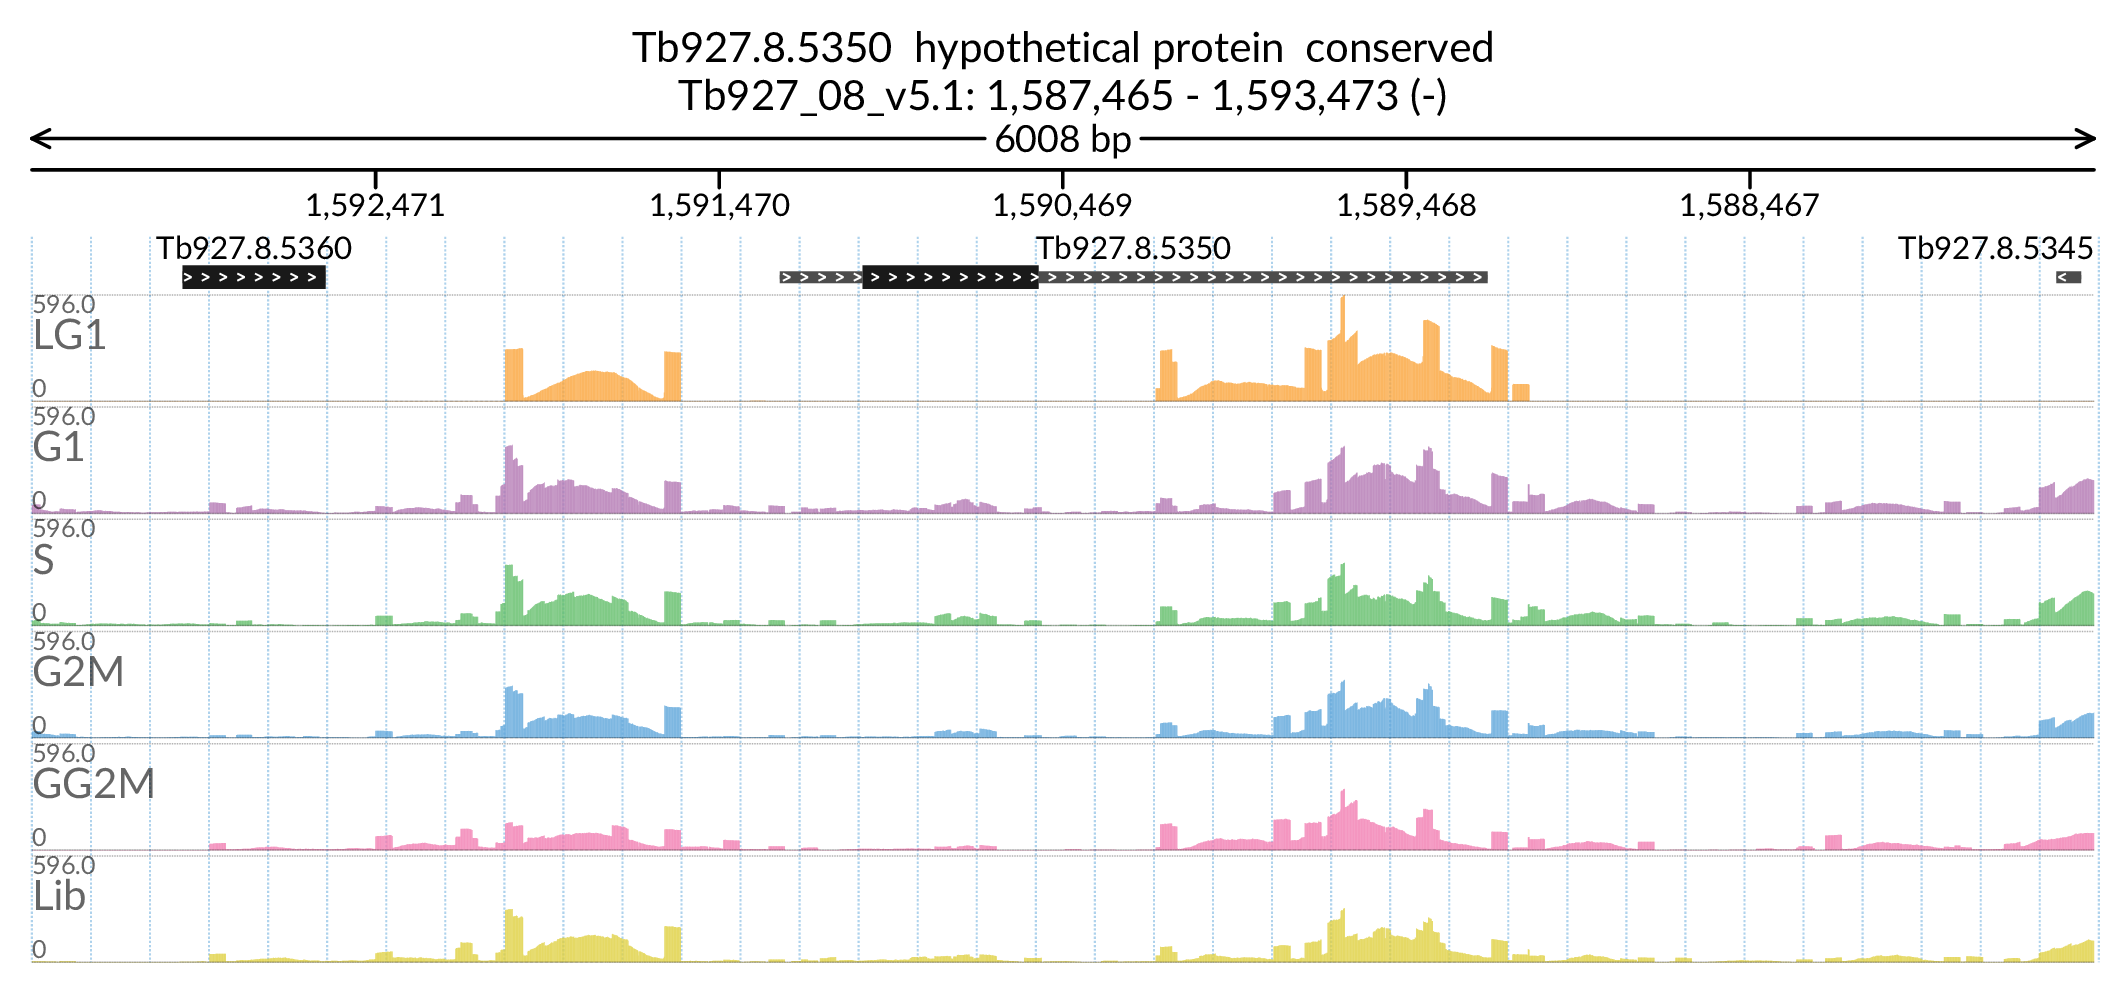 Tb927.8.5350  hypothetical protein  conserved
Tb927_08_v5.1: 1,587,465 - 1,593,473 (-)
6008 bp
1,592,471 1,591,470 1,590,469 1,589,468 1,588,467
Tb927.8.5360 Tb927.8.5350 Tb927.8.5345
596.0
LG1
0
596.0
G1
0
596.0
S
0
596.0
G2M
0
596.0
GG2M
0
596.0
Lib
0